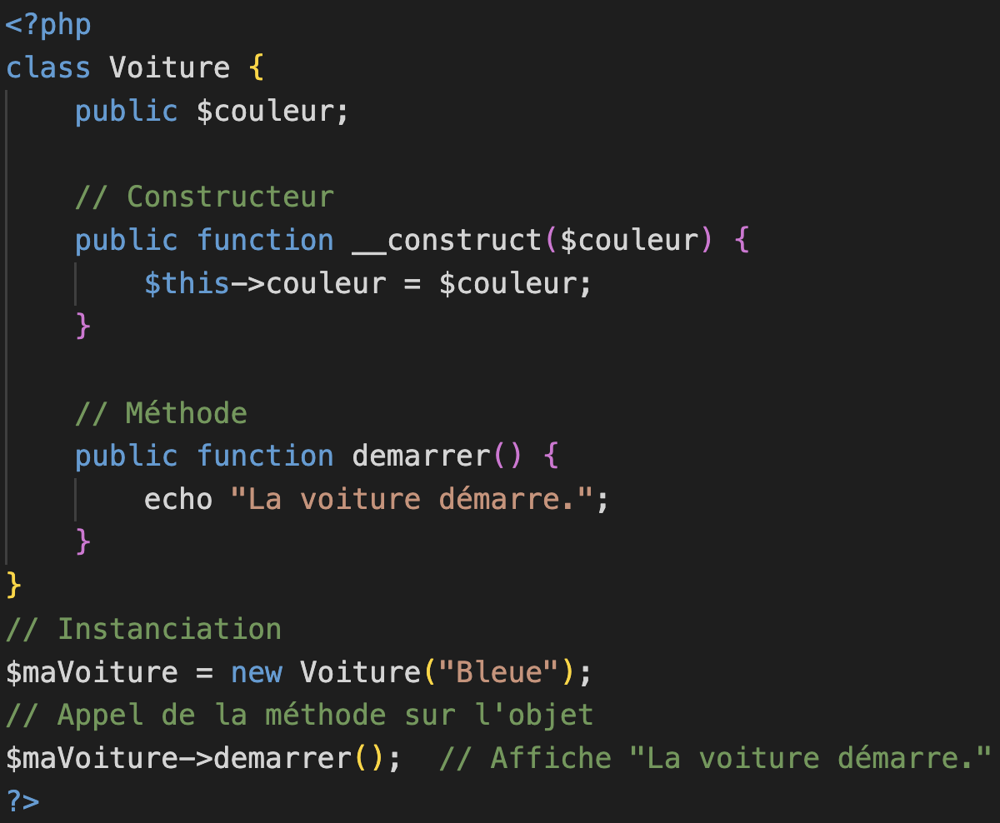 <?php
class Voiture {
    public $couleur;

    // Constructeur
    public function __construct($couleur) {
        $this->couleur = $couleur;
    }

    // Méthode
    public function demarrer() {
        echo "La voiture démarre.";
    }
}
// Instanciation
$maVoiture = new Voiture("Bleue");
// Appel de la méthode sur l'objet
$maVoiture->demarrer();  // Affiche "La voiture démarre."
?>